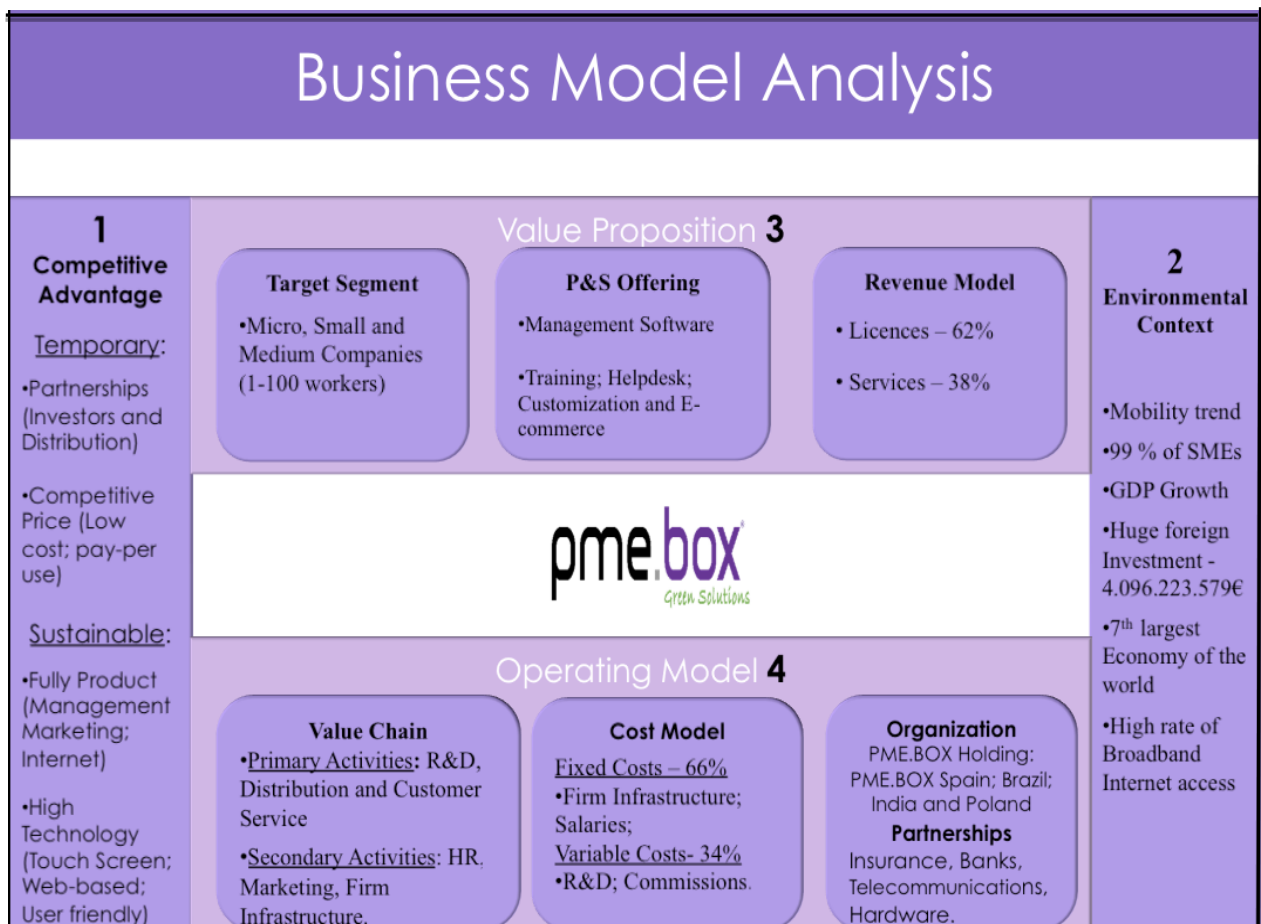 Business Model Analysis
1
Competitive
Advantage
Temporary:
•Partnerships
(Investors and
Distribution)
•Competitive
Price (Low
cost; pay-per
use)
Sustainable:
•Fully Product
(Management
Marketing;
Internet)
•High
Technology
(Touch Screen;
Web-based;
User friendly)
Value Proposition 3
Target Segment
•Micro, Small and
Medium Companies
(1-100 workers)
P&S Offering
•Management Software
•Training; Helpdesk;
Customization and E-
commerce
Revenue Model
• Licences – 62%
• Services – 38%
pme.box®
Green Solutions
Operating Model 4
Value Chain
•Primary Activities: R&D,
Distribution and Customer
Service
•Secondary Activities: HR,
Marketing, Firm
Infrastructure.
Cost Model
Fixed Costs – 66%
•Firm Infrastructure;
Salaries;
Variable Costs- 34%
•R&D; Commissions.
Organization
PME.BOX Holding:
PME.BOX Spain; Brazil;
India and Poland
Partnerships
Insurance, Banks,
Telecommunications,
Hardware.
2
Environmental
Context
•Mobility trend
•99 % of SMEs
•GDP Growth
•Huge foreign
Investment -
4.096.223.579€
•7th largest
Economy of the
world
•High rate of
Broadband
Internet access